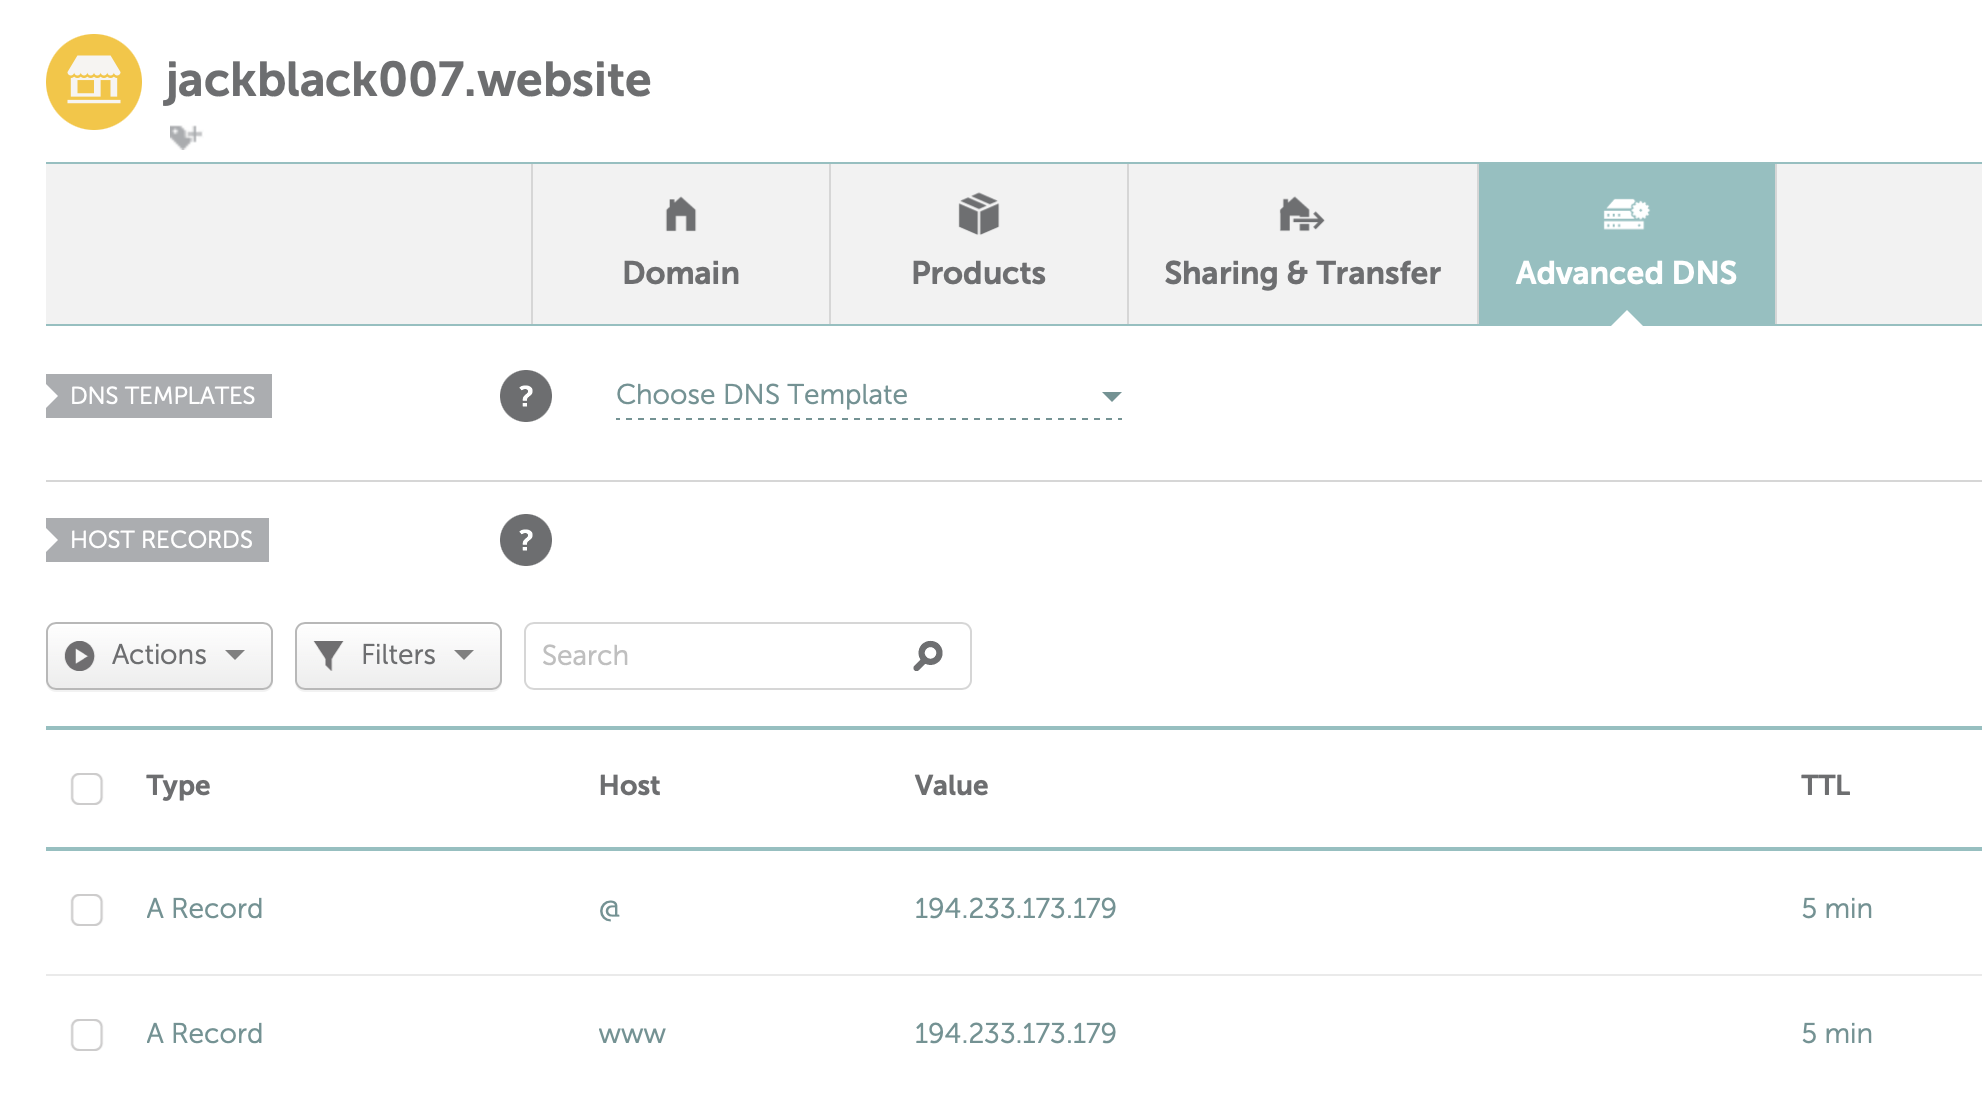 jackblack007.website
Domain
Products
Sharing & Transfer
Advanced DNS
DNS TEMPLATES
?
Choose DNS Template
HOST RECORDS
?
Actions
Filters
Search
Type Host Value TTL
A Record @ 194.233.173.179 5 min
A Record www 194.233.173.179 5 min